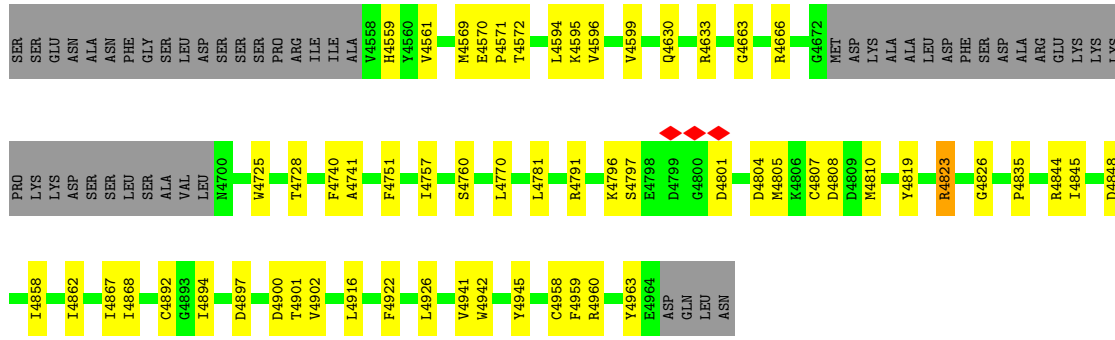 SER SER GLU ASN ALA ALA ASN PHE GLY SER LEU ASP SER SER SER PRO ARG ILE ILE ALA V4558 H4559 Y4560 V4561 M4569 E4570 P4571 T4572 L4594 K4595 V4596 V4599 Q4630 R4633 G4663 R4666 G4672 MET ASP LYS ALA ALA LEU ASP PHE SER ASP ALA ARG GLU LYS LYS LYS
PRO LYS LYS ASP SER SER LEU SER ALA VAL LEU N4700 W4725 T4728 F4740 A4741 F4751 I4757 S4760 L4770 L4781 R4791 K4796 S4797 E4798 D4799 G4800 D4801 D4804 M4805 K4806 C4807 D4808 D4809 M4810 Y4819 R4823 G4826 P4835 R4844 I4845 D4848
I4858 I4862 I4867 I4868 C4892 G4893 I4894 D4897 D4900 T4901 V4902 L4916 F4922 L4926 V4941 W4942 Y4945 C4958 F4959 R4960 Y4963 E4964 ASP GLN LEU ASN